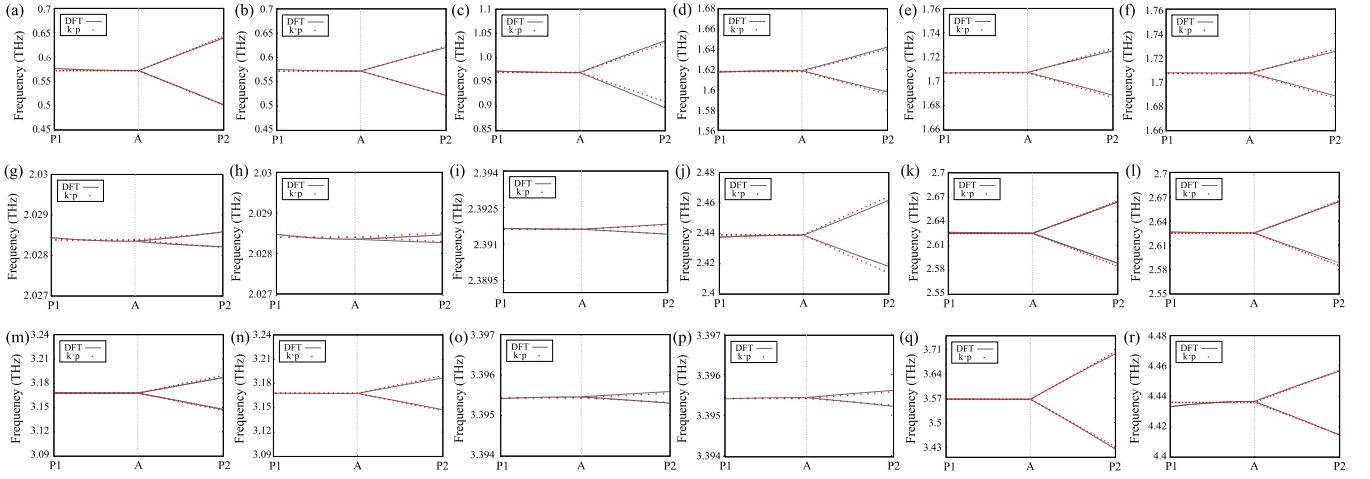 (a) 0.7 0.65 0.6 0.55 0.5 0.45 Frequency (THz) DFT k·p P1 A P2
(b) 0.7 0.65 0.6 0.55 0.5 0.45 Frequency (THz) DFT k·p P1 A P2
(c) 1.1 1.05 1.0 0.95 0.9 0.85 Frequency (THz) DFT k·p P1 A P2
(d) 1.68 1.66 1.64 1.62 1.6 1.58 1.56 Frequency (THz) DFT k·p P1 A P2
(e) 1.76 1.74 1.72 1.7 1.68 1.66 Frequency (THz) DFT k·p P1 A P2
(f) 1.76 1.74 1.72 1.7 1.68 1.66 Frequency (THz) DFT k·p P1 A P2
(g) 2.03 2.029 2.028 2.027 Frequency (THz) DFT k·p P1 A P2
(h) 2.03 2.029 2.028 2.027 Frequency (THz) DFT k·p P1 A P2
(i) 2.394 2.3925 2.391 2.3895 Frequency (THz) DFT k·p P1 A P2
(j) 2.48 2.46 2.44 2.42 2.4 Frequency (THz) DFT k·p P1 A P2
(k) 2.7 2.67 2.64 2.61 2.58 2.55 Frequency (THz) DFT k·p P1 A P2
(l) 2.7 2.67 2.64 2.61 2.58 2.55 Frequency (THz) DFT k·p P1 A P2
(m) 3.24 3.21 3.18 3.15 3.12 3.09 Frequency (THz) DFT k·p P1 A P2
(n) 3.24 3.21 3.18 3.15 3.12 3.09 Frequency (THz) DFT k·p P1 A P2
(o) 3.397 3.396 3.395 3.394 Frequency (THz) DFT k·p P1 A P2
(p) 3.397 3.396 3.395 3.394 Frequency (THz) DFT k·p P1 A P2
(q) 3.71 3.64 3.57 3.5 3.43 Frequency (THz) DFT k·p P1 A P2
(r) 4.48 4.46 4.44 4.42 4.4 Frequency (THz) DFT k·p P1 A P2